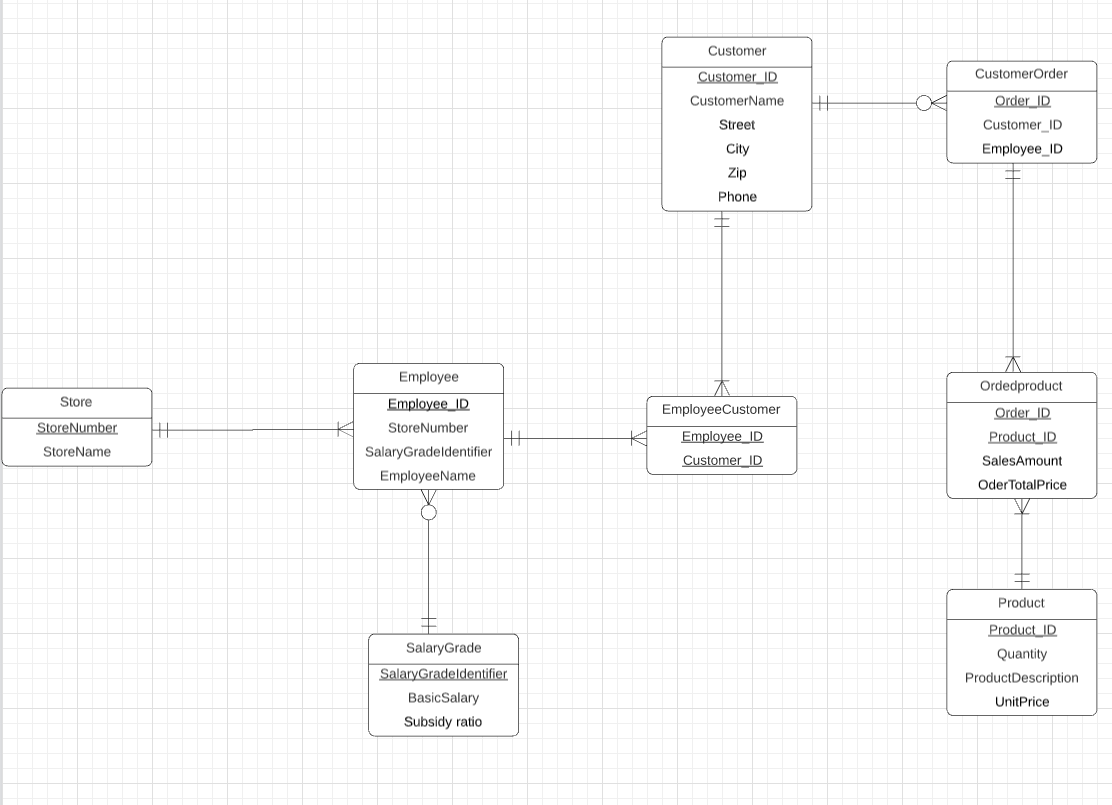 Customer
Customer_ID
CustomerName
Street
City
Zip
Phone
CustomerOrder
Order_ID
Customer_ID
Employee_ID
Store
StoreNumber
StoreName
Employee
Employee_ID
StoreNumber
SalaryGradeIdentifier
EmployeeName
EmployeeCustomer
Employee_ID
Customer_ID
Ordedproduct
Order_ID
Product_ID
SalesAmount
OderTotalPrice
SalaryGrade
SalaryGradeIdentifier
BasicSalary
Subsidy ratio
Product
Product_ID
Quantity
ProductDescription
UnitPrice